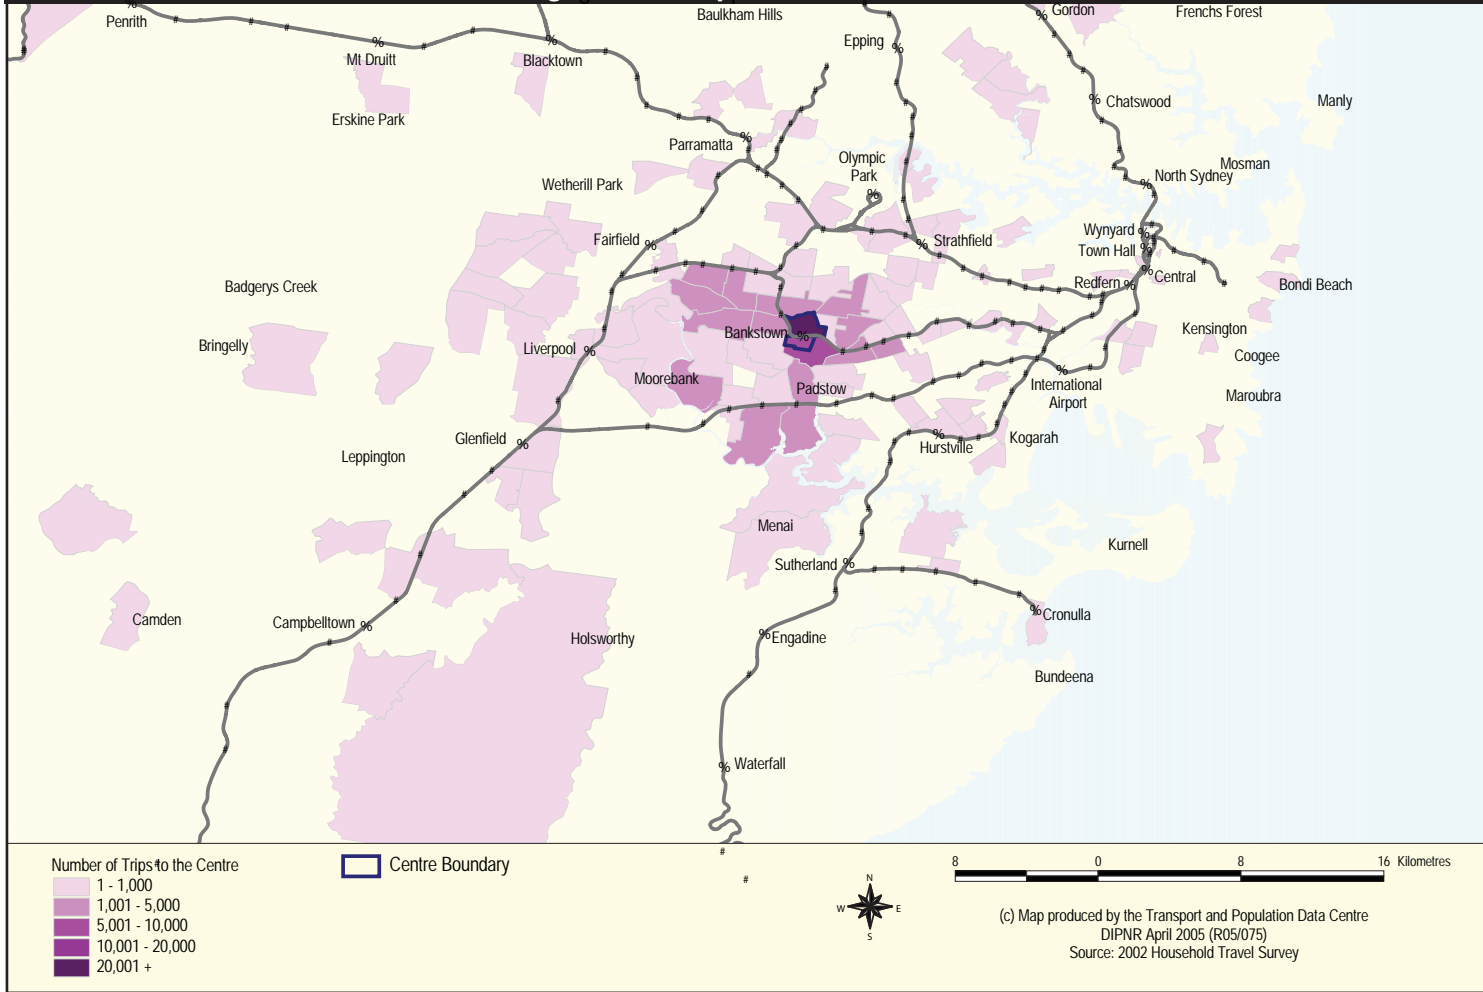 Penrith
Baulkham Hills
Gordon
Frenchs Forest
Epping
Mt Druitt
Blacktown
Chatswood
Manly
Erskine Park
Parramatta
Olympic
Park
Mosman
North Sydney
Wetherill Park
Fairfield
Strathfield
Wynyard
Town Hall
Central
Redfern
Badgerys Creek
Bondi Beach
Bankstown
Kensington
Bringelly
Liverpool
Coogee
Moorebank
Padstow
International
Airport
Maroubra
Glenfield
Hurstville
Kogarah
Leppington
Menai
Kurnell
Sutherland
Camden
Campbelltown
Holsworthy
Engadine
Cronulla
Bundeena
Waterfall
Number of Trips to the Centre
1 - 1,000
1,001 - 5,000
5,001 - 10,000
10,001 - 20,000
20,001 +
Centre Boundary
N
W E
S
8 0 8 16 Kilometres
(c) Map produced by the Transport and Population Data Centre
DIPNR April 2005 (R05/075)
Source: 2002 Household Travel Survey